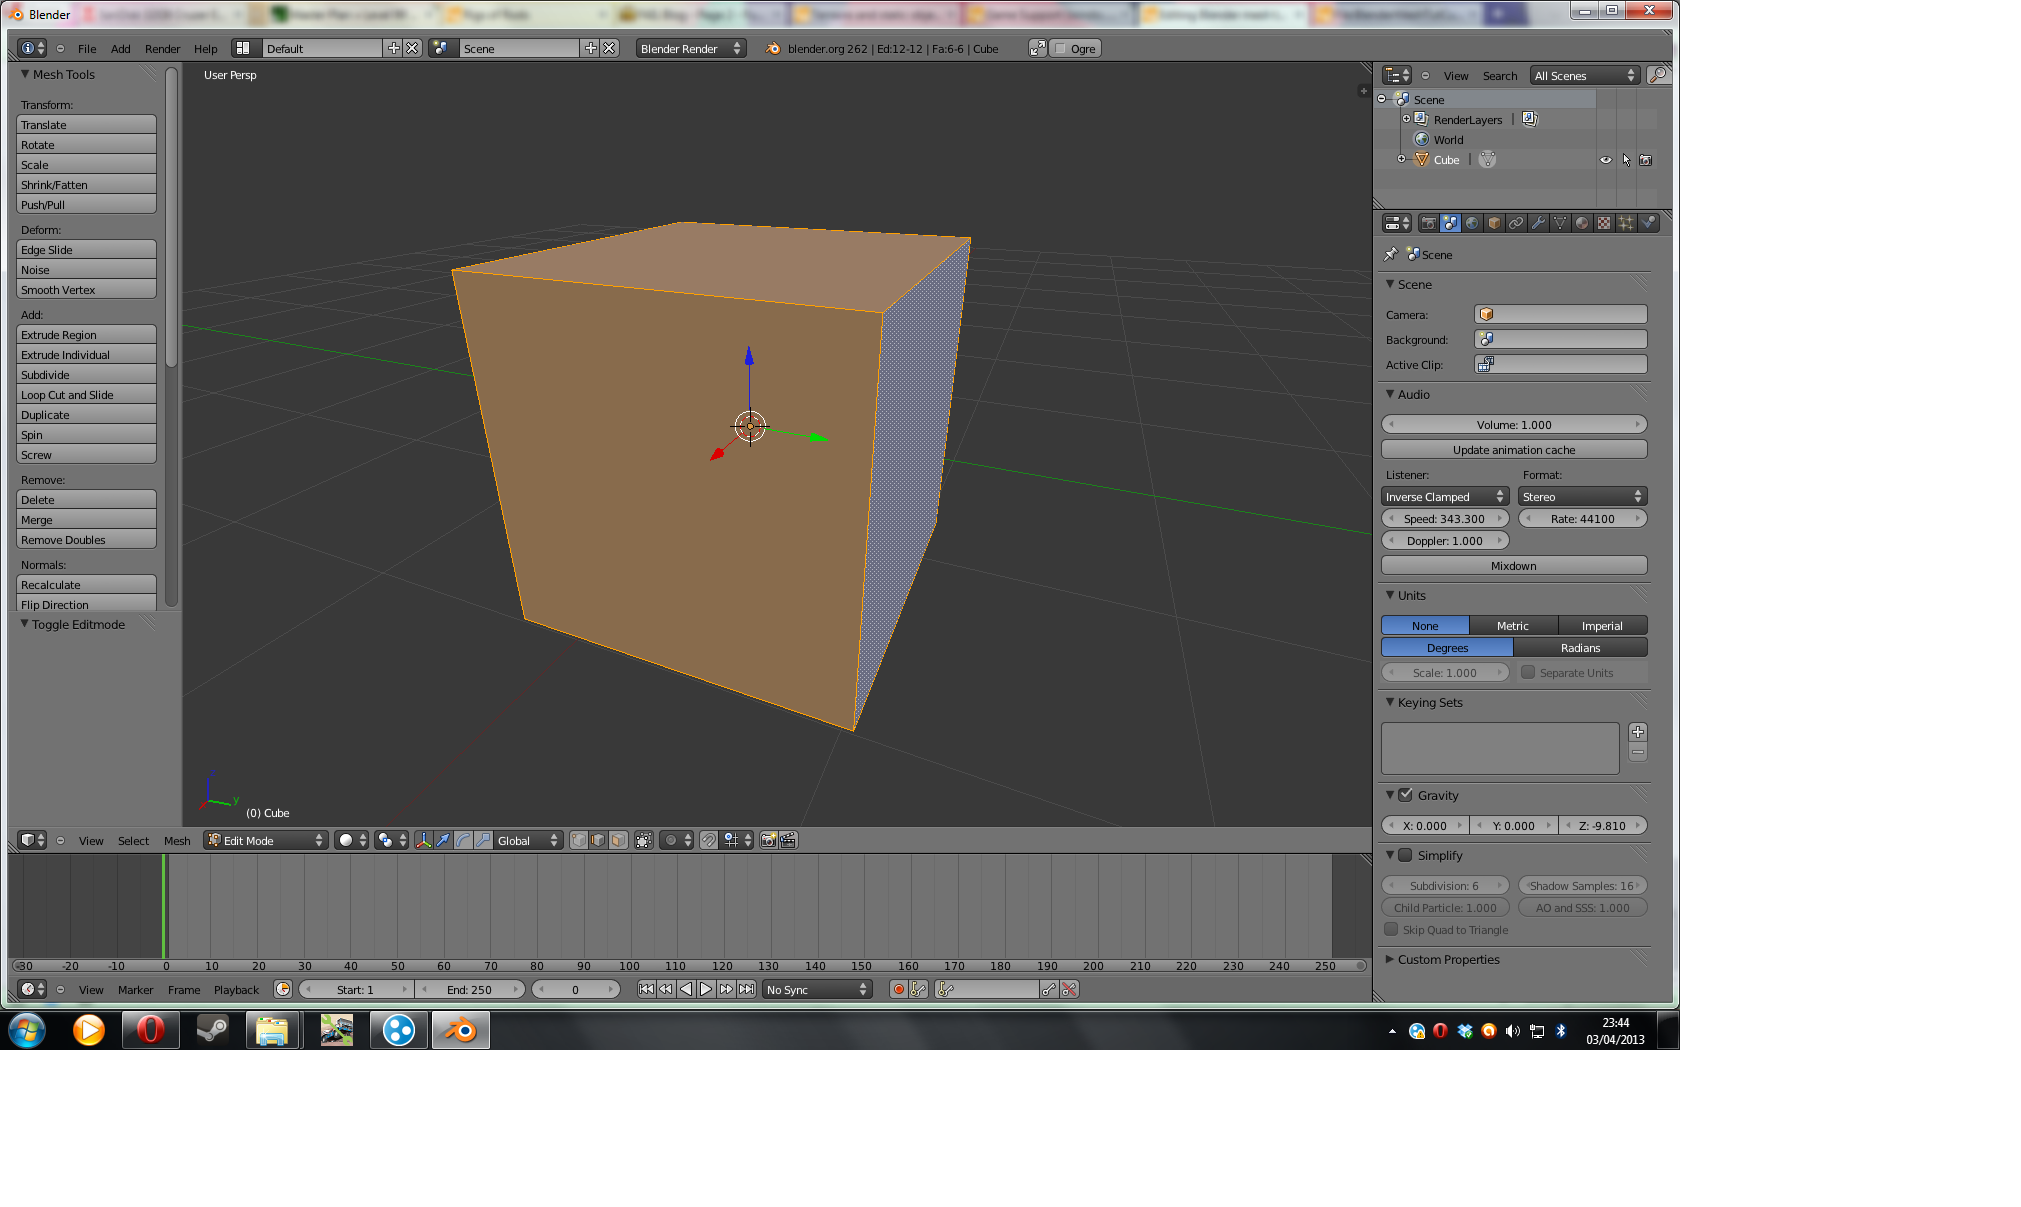 Blender
File Add Render Help Default Scene Blender Render blender.org 262 | Ed:12-12 | Fa:6-6 | Cube Ogre
Mesh Tools
Transform:
Translate
Rotate
Scale
Shrink/Fatten
Push/Pull
Deform:
Edge Slide
Noise
Smooth Vertex
Add:
Extrude Region
Extrude Individual
Subdivide
Loop Cut and Slide
Duplicate
Spin
Screw
Remove:
Delete
Merge
Remove Doubles
Normals:
Recalculate
Flip Direction
Toggle Editmode
User Persp
y
(0) Cube
View Select Mesh Edit Mode Global
View Search All Scenes
Scene
RenderLayers |
World
Cube |
Scene
Scene
Camera:
Background:
Active Clip:
Audio
Volume: 1.000
Update animation cache
Listener: Format:
Inverse Clamped Stereo
Speed: 343.300 Rate: 44100
Doppler: 1.000
Mixdown
Units
None Metric Imperial
Degrees Radians
Scale: 1.000 Separate Units
Keying Sets
Gravity
X: 0.000 Y: 0.000 Z: -9.810
Simplify
Subdivision: 6 Shadow Samples: 16
Child Particle: 1.000 AO and SSS: 1.000
Skip Quad to Triangle
Custom Properties
-30 -20 -10 0 10 20 30 40 50 60 70 80 90 100 110 120 130 140 150 160 170 180 190 200 210 220 230 240 250
View Marker Frame Playback Start: 1 End: 250 0 No Sync
23:44
03/04/2013